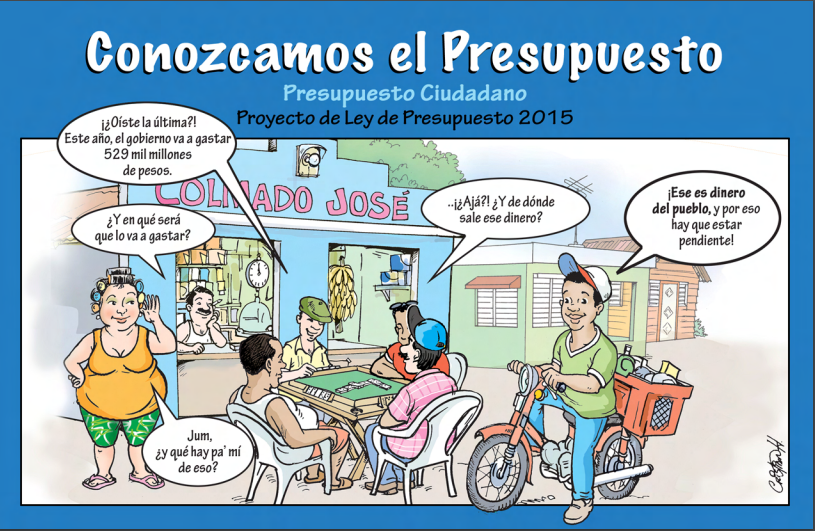 Conozcamos el Presupuesto
Presupuesto Ciudadano
Proyecto de Ley de Presupuesto 2015
¡¿Oíste la última?!
Este año, el gobierno va a gastar
529 mil millones
de pesos.
COLMADO JOSÉ
¿Y en qué será
que lo va a gastar?
..¡¿Ajá?! ¿Y de dónde
sale ese dinero?
¡Ese es dinero
del pueblo, y por eso
hay que estar
pendiente!
Jum,
¿y qué hay pa' mí
de eso?